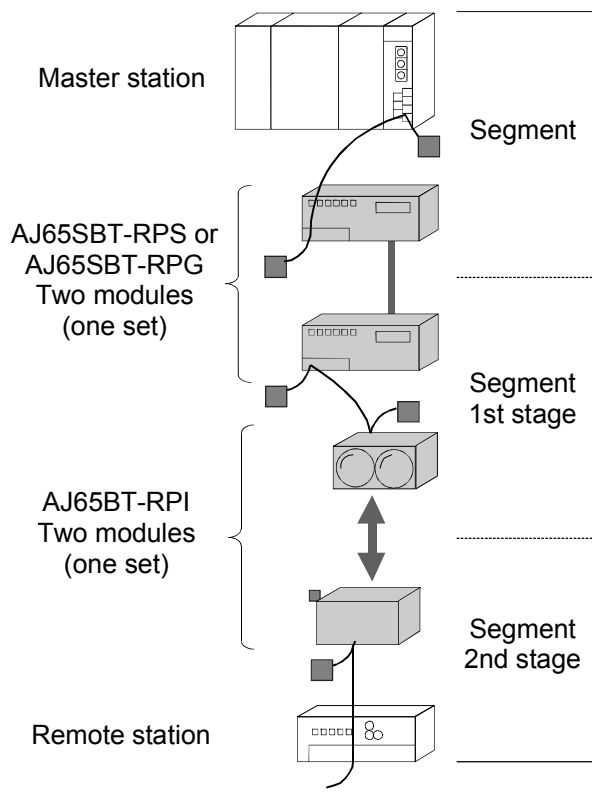 Master station
Segment
AJ65SBT-RPS or
AJ65SBT-RPG
Two modules
(one set)
Segment
1st stage
AJ65BT-RPI
Two modules
(one set)
Segment
2nd stage
Remote station